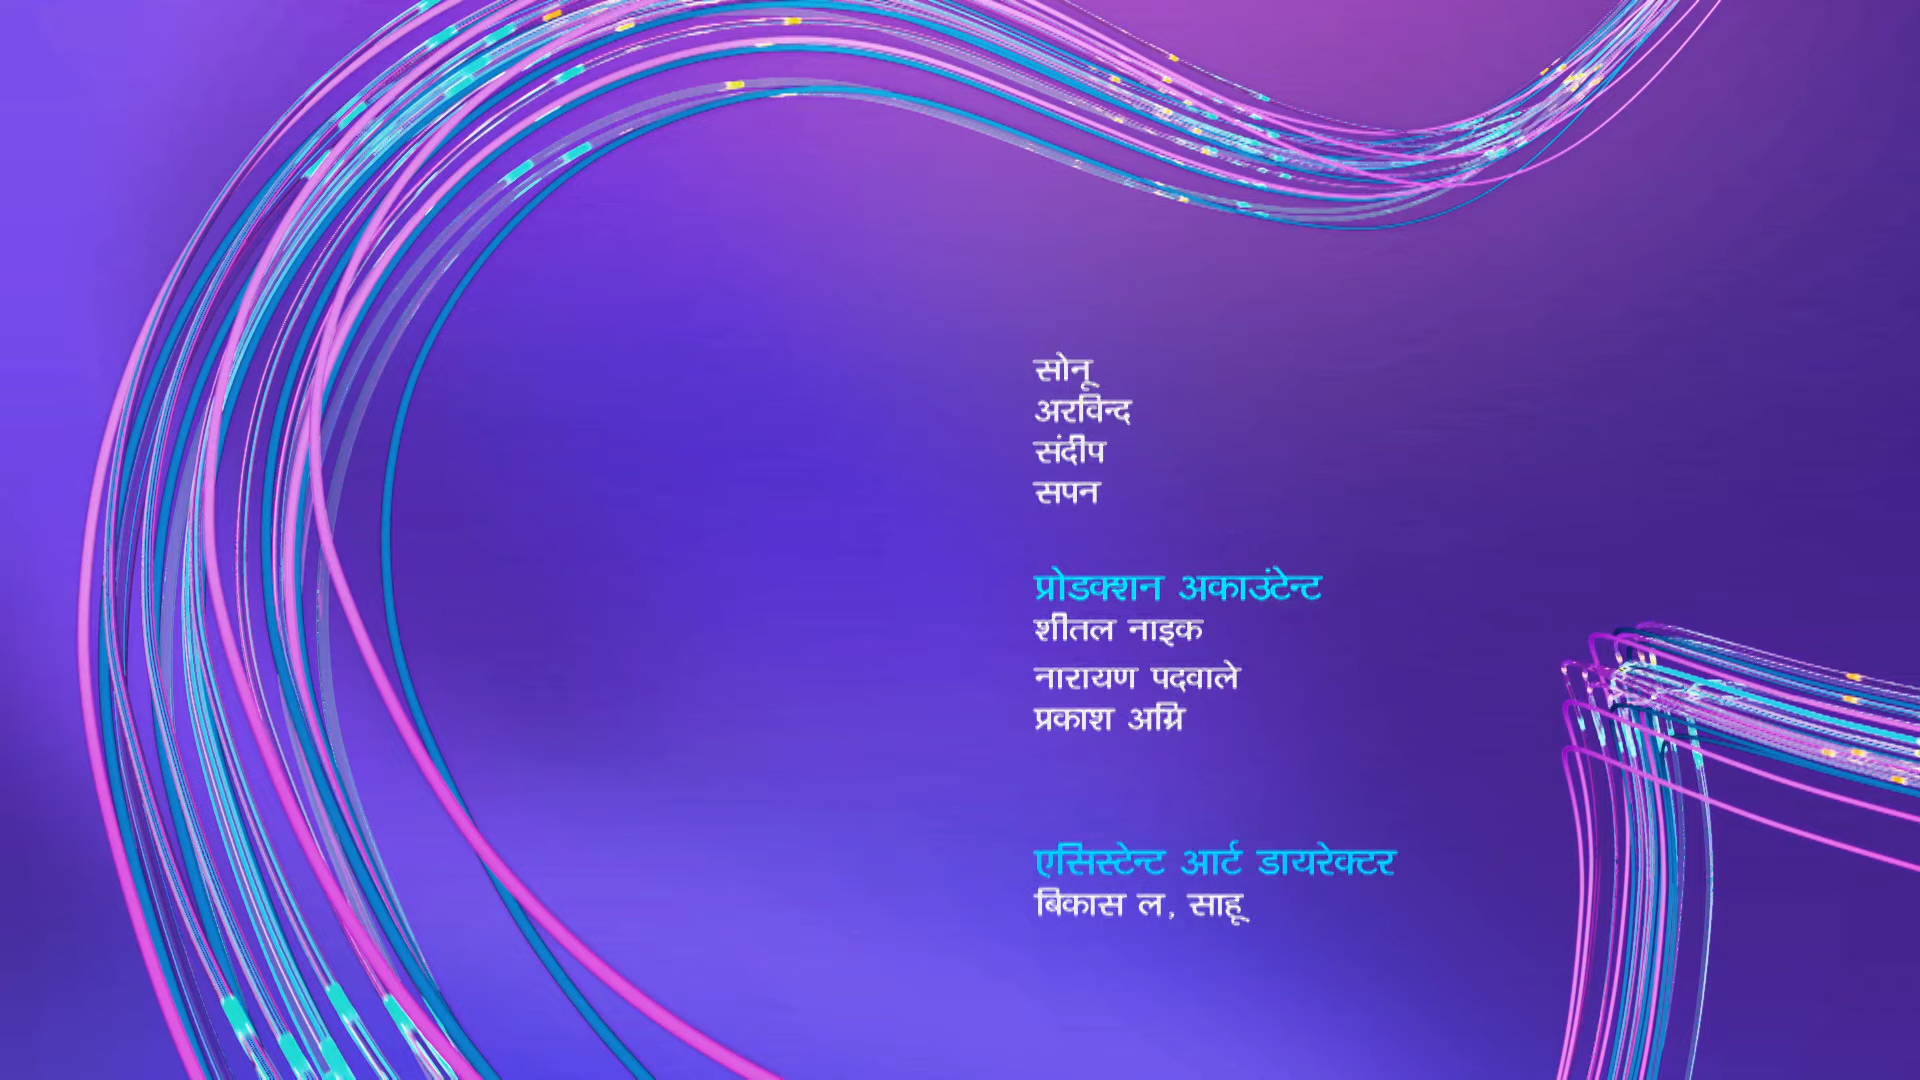 सोनू
अरविन्द
संदीप
सपन
प्रोडक्शन अकाउंटेन्ट
शीतल नाइक
नारायण पदवाले
प्रकाश अग्नि
एसिस्टेन्ट आर्ट डायरेक्टर
बिकास ल, साहू